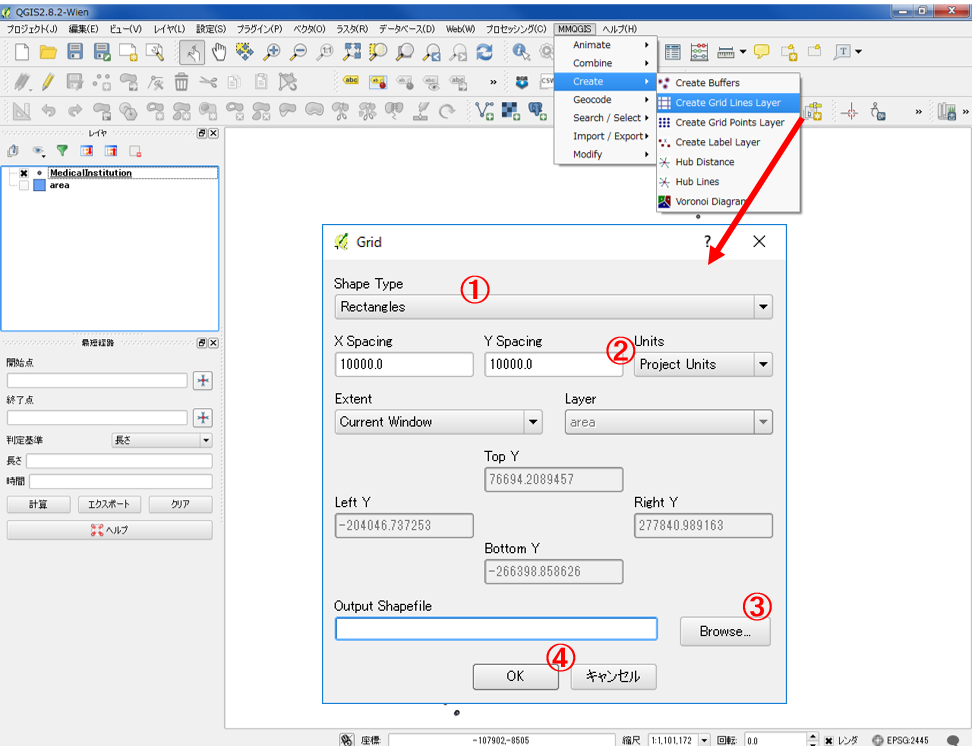 QGIS2.8.2-Wien
プロジェクト(J) 編集(E) ビュー(V) レイヤ(L) 設定(S) プラグイン(P) ベクタ(O) ラスタ(R) データベース(D) Web(W) プロセッシング(C) MMQGIS ヘルプ(H)
Animate
Combine
Create
Geocode
Search / Select
Import / Export
Modify
Create Buffers
Create Grid Lines Layer
Create Grid Points Layer
Create Label Layer
Hub Distance
Hub Lines
Voronoi Diagram
レイヤ
MedicalInstitution
area
最短経路
開始点
終了点
判定基準 長さ
長さ
時間
計算 エクスポート クリア
ヘルプ
Grid
?
Shape Type
①
Rectangles
X Spacing Y Spacing ② Units
10000.0 10000.0 Project Units
Extent Layer
Current Window area
Top Y
76694.2089457
Left Y Right Y
-204046.737253 277840.989163
Bottom Y
-266398.858626
Output Shapefile ③
Browse...
④
OK キャンセル
座標: -107902,-8505 縮尺 1:1,101,172 回転: 0.0 レンダ EPSG:2445